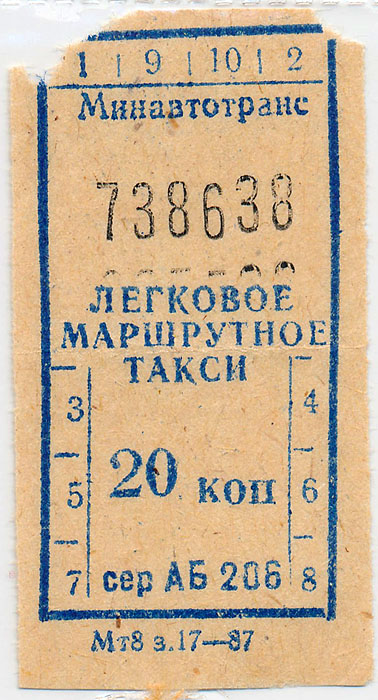 1 | 9 | 10 | 2
Минавтотранс
738638
ЛЕГКОВОЕ
МАРШРУТНОЕ
ТАКСИ
3 4
20 коп
5 6
7 сер АБ 206 8
Мт8 з.17—87